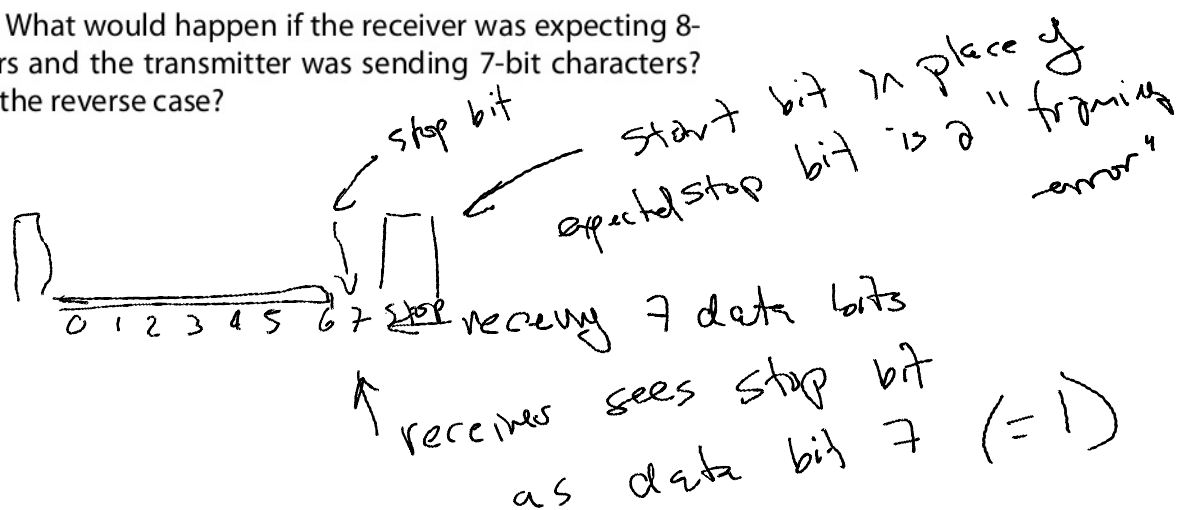 What would happen if the receiver was expecting 8-
rs and the transmitter was sending 7-bit characters?
the reverse case?
stop bit
start bit in place of
expected stop bit is a "framing
error"
0 1 2 3 4 5 6 7 stop
7 data bits
receiver sees stop bit
as data bit 7 (=1)